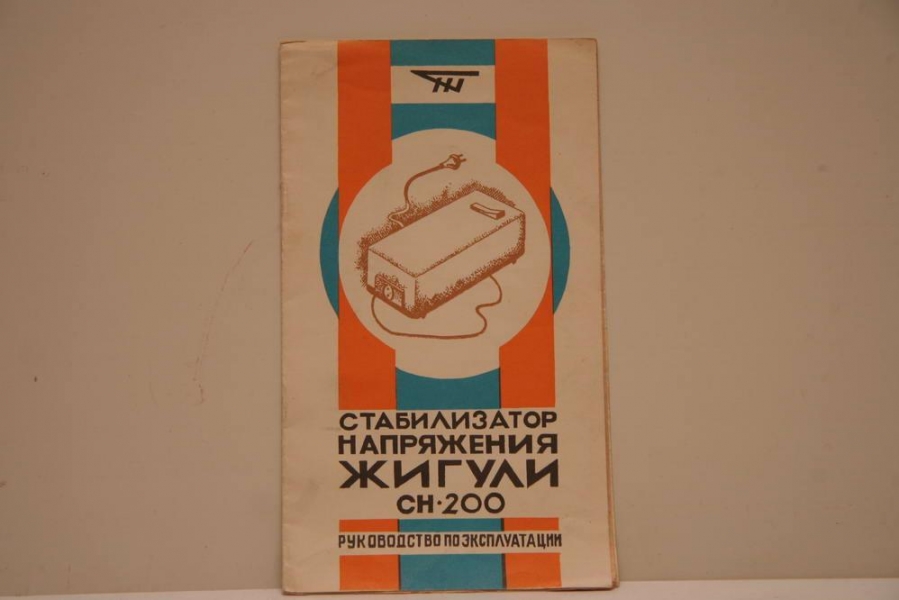 СТАБИЛИЗАТОР
НАПРЯЖЕНИЯ
ЖИГУЛИ
СН·200
РУКОВОДСТВО ПО ЭКСПЛУАТАЦИИ